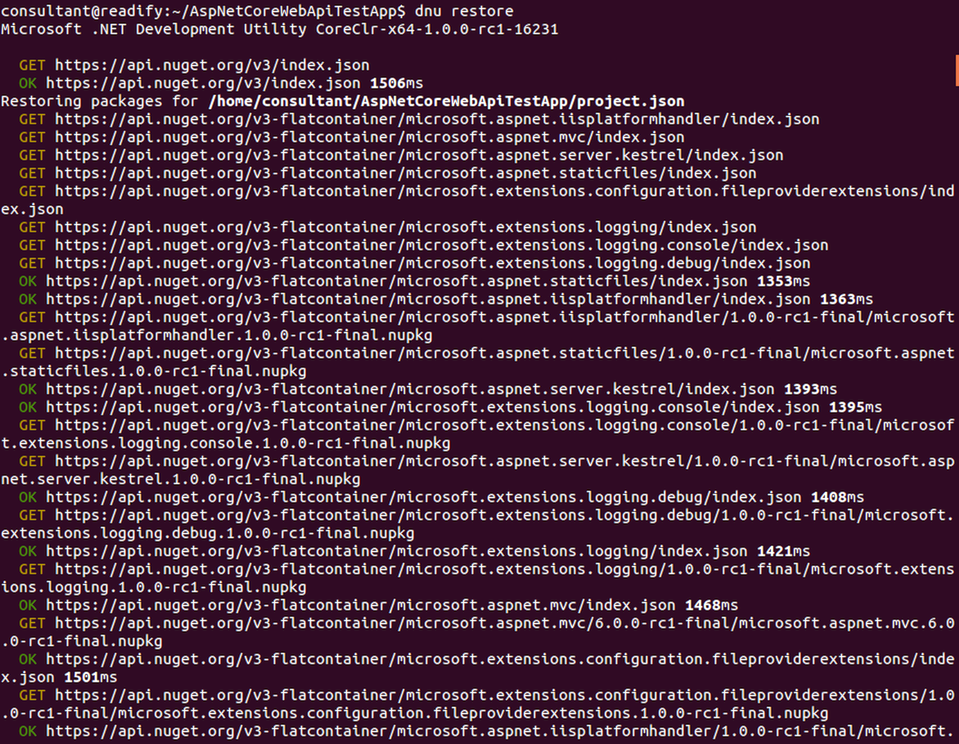 consultant@readify:~/AspNetCoreWebApiTestApp$ dnu restore
Microsoft .NET Development Utility CoreClr-x64-1.0.0-rc1-16231
GET https://api.nuget.org/v3/index.json
OK https://api.nuget.org/v3/index.json 1506ms
Restoring packages for /home/consultant/AspNetCoreWebApiTestApp/project.json
GET https://api.nuget.org/v3-flatcontainer/microsoft.aspnet.iisplatformhandler/index.json
GET https://api.nuget.org/v3-flatcontainer/microsoft.aspnet.mvc/index.json
GET https://api.nuget.org/v3-flatcontainer/microsoft.aspnet.server.kestrel/index.json
GET https://api.nuget.org/v3-flatcontainer/microsoft.aspnet.staticfiles/index.json
GET https://api.nuget.org/v3-flatcontainer/microsoft.extensions.configuration.fileproviderextensions/ind
ex.json
GET https://api.nuget.org/v3-flatcontainer/microsoft.extensions.logging/index.json
GET https://api.nuget.org/v3-flatcontainer/microsoft.extensions.logging.console/index.json
GET https://api.nuget.org/v3-flatcontainer/microsoft.extensions.logging.debug/index.json
OK https://api.nuget.org/v3-flatcontainer/microsoft.aspnet.staticfiles/index.json 1353ms
OK https://api.nuget.org/v3-flatcontainer/microsoft.aspnet.iisplatformhandler/index.json 1363ms
GET https://api.nuget.org/v3-flatcontainer/microsoft.aspnet.iisplatformhandler/1.0.0-rc1-final/microsoft
.aspnet.iisplatformhandler.1.0.0-rc1-final.nupkg
GET https://api.nuget.org/v3-flatcontainer/microsoft.aspnet.staticfiles/1.0.0-rc1-final/microsoft.aspnet
.staticfiles.1.0.0-rc1-final.nupkg
OK https://api.nuget.org/v3-flatcontainer/microsoft.aspnet.server.kestrel/index.json 1393ms
OK https://api.nuget.org/v3-flatcontainer/microsoft.extensions.logging.console/index.json 1395ms
GET https://api.nuget.org/v3-flatcontainer/microsoft.extensions.logging.console/1.0.0-rc1-final/microsof
t.extensions.logging.console.1.0.0-rc1-final.nupkg
GET https://api.nuget.org/v3-flatcontainer/microsoft.aspnet.server.kestrel/1.0.0-rc1-final/microsoft.asp
net.server.kestrel.1.0.0-rc1-final.nupkg
OK https://api.nuget.org/v3-flatcontainer/microsoft.extensions.logging.debug/index.json 1408ms
GET https://api.nuget.org/v3-flatcontainer/microsoft.extensions.logging.debug/1.0.0-rc1-final/microsoft.
extensions.logging.debug.1.0.0-rc1-final.nupkg
OK https://api.nuget.org/v3-flatcontainer/microsoft.extensions.logging/index.json 1421ms
GET https://api.nuget.org/v3-flatcontainer/microsoft.extensions.logging/1.0.0-rc1-final/microsoft.extens
ions.logging.1.0.0-rc1-final.nupkg
OK https://api.nuget.org/v3-flatcontainer/microsoft.aspnet.mvc/index.json 1468ms
GET https://api.nuget.org/v3-flatcontainer/microsoft.aspnet.mvc/6.0.0-rc1-final/microsoft.aspnet.mvc.6.0
.0-rc1-final.nupkg
OK https://api.nuget.org/v3-flatcontainer/microsoft.extensions.configuration.fileproviderextensions/inde
x.json 1501ms
GET https://api.nuget.org/v3-flatcontainer/microsoft.extensions.configuration.fileproviderextensions/1.0
.0-rc1-final/microsoft.extensions.configuration.fileproviderextensions.1.0.0-rc1-final.nupkg
OK https://api.nuget.org/v3-flatcontainer/microsoft.aspnet.iisplatformhandler/1.0.0-rc1-final/microsoft.